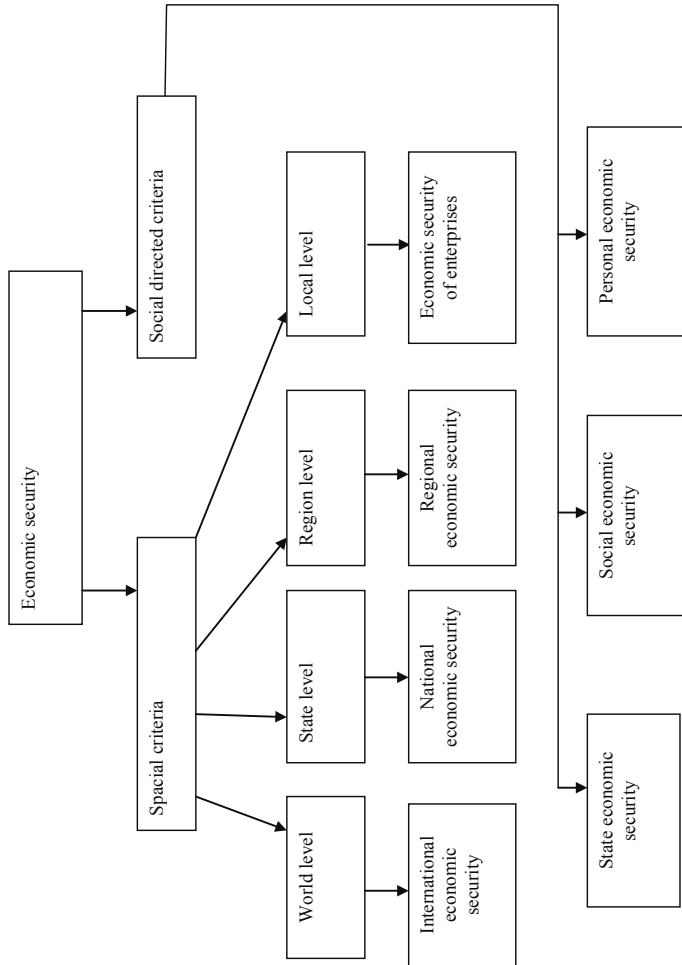 Economic security
Spacial criteria
Social directed criteria
World level
State level
Region level
Local level
International
economic
security
National
economic security
Regional
economic security
Economic security
of enterprises
State economic
security
Social economic
security
Personal economic
security